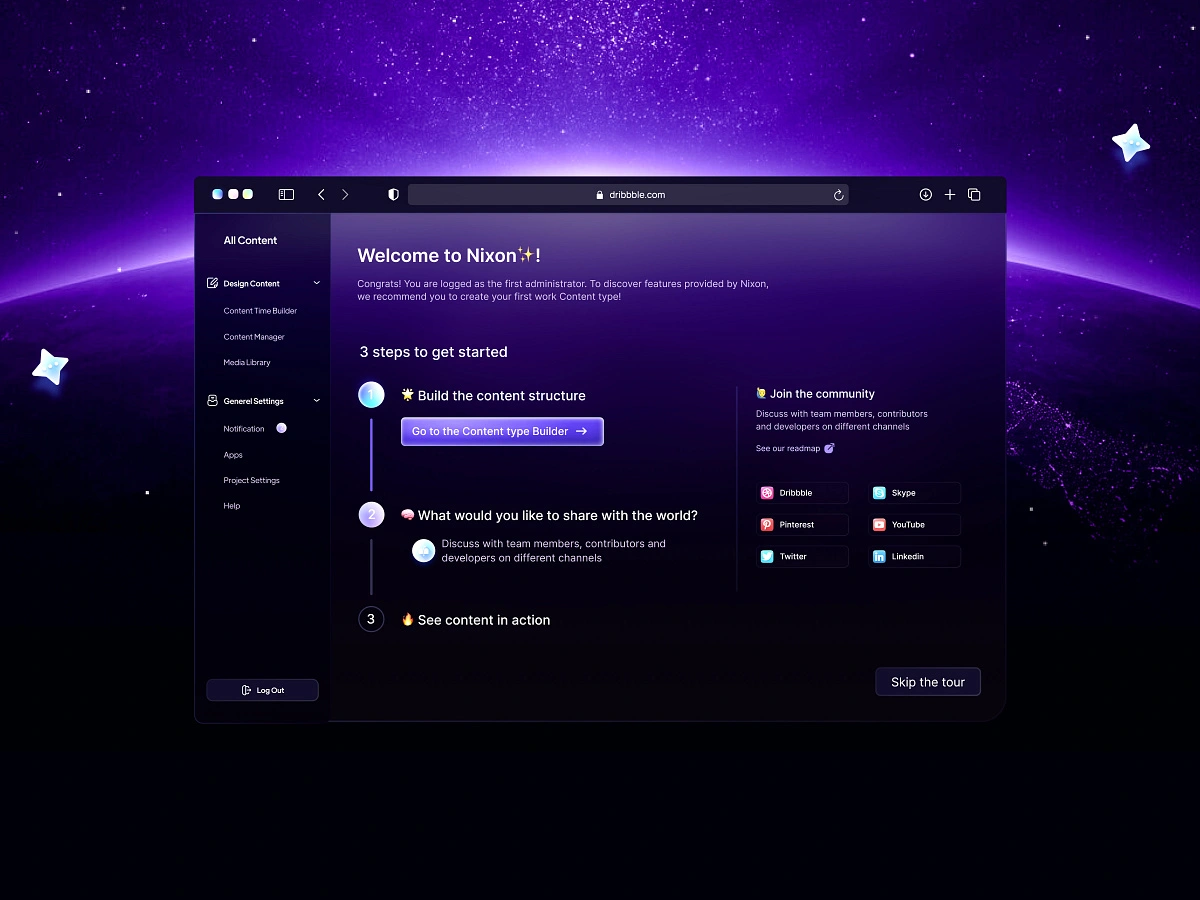 dribbble.com
All Content
Design Content
Content Time Builder
Content Manager
Media Library
Generel Settings
Notification
Apps
Project Settings
Help
Log Out
Welcome to Nixon✨!
Congrats! You are logged as the first administrator. To discover features provided by Nixon,
we recommend you to create your first work Content type!
3 steps to get started
1
🌟 Build the content structure
Go to the Content type Builder →
2
🧠 What would you like to share with the world?
Discuss with team members, contributors and
developers on different channels
3
🔥 See content in action
Join the community
Discuss with team members, contributors
and developers on different channels
See our readmap
Dribbble
Skype
Pinterest
YouTube
Twitter
Linkedin
Skip the tour